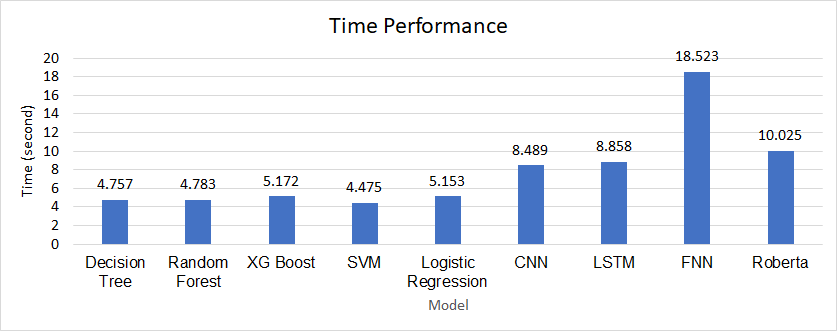 Time Performance
Time (second)
20
18
16
14
12
10
8
6
4
2
0
4.757
4.783
5.172
4.475
5.153
8.489
8.858
18.523
10.025
Decision
Tree
Random
Forest
XG Boost
SVM
Logistic
Regression
CNN
LSTM
FNN
Roberta
Model